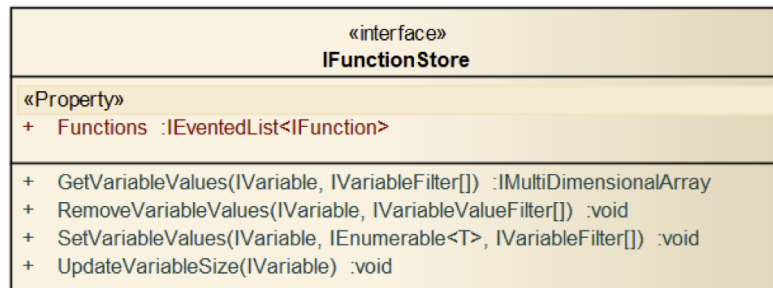 «interface»
IFunctionStore
«Property»
+ Functions :IEventedList<IFunction>
+ GetVariableValues(IVariable, IVariableFilter[]) :IMultiDimensionalArray
+ RemoveVariableValues(IVariable, IVariableValueFilter[]) :void
+ SetVariableValues(IVariable, IEnumerable<T>, IVariableFilter[]) :void
+ UpdateVariableSize(IVariable) :void